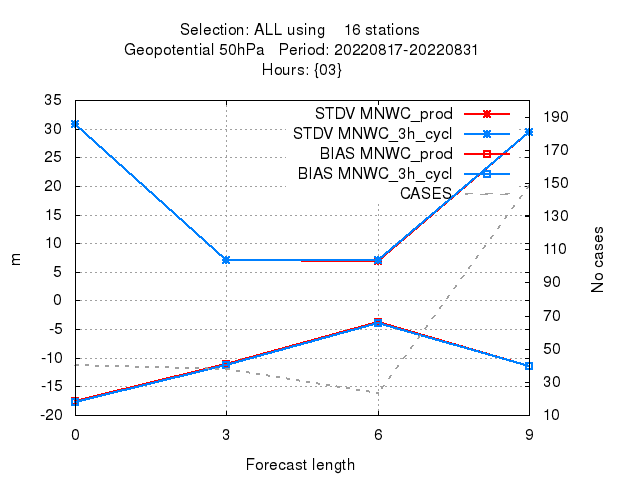 Selection: ALL using    16 stations
Geopotential 50hPa   Period: 20220817-20220831
Hours: {03}
STDV MNWC_prod
STDV MNWC_3h_cycl
BIAS MNWC_prod
BIAS MNWC_3h_cycl
CASES
35
30
25
20
15
10
5
0
-5
-10
-15
-20
m
190
170
150
130
110
90
70
50
30
10
No cases
0 3 6 9
Forecast length